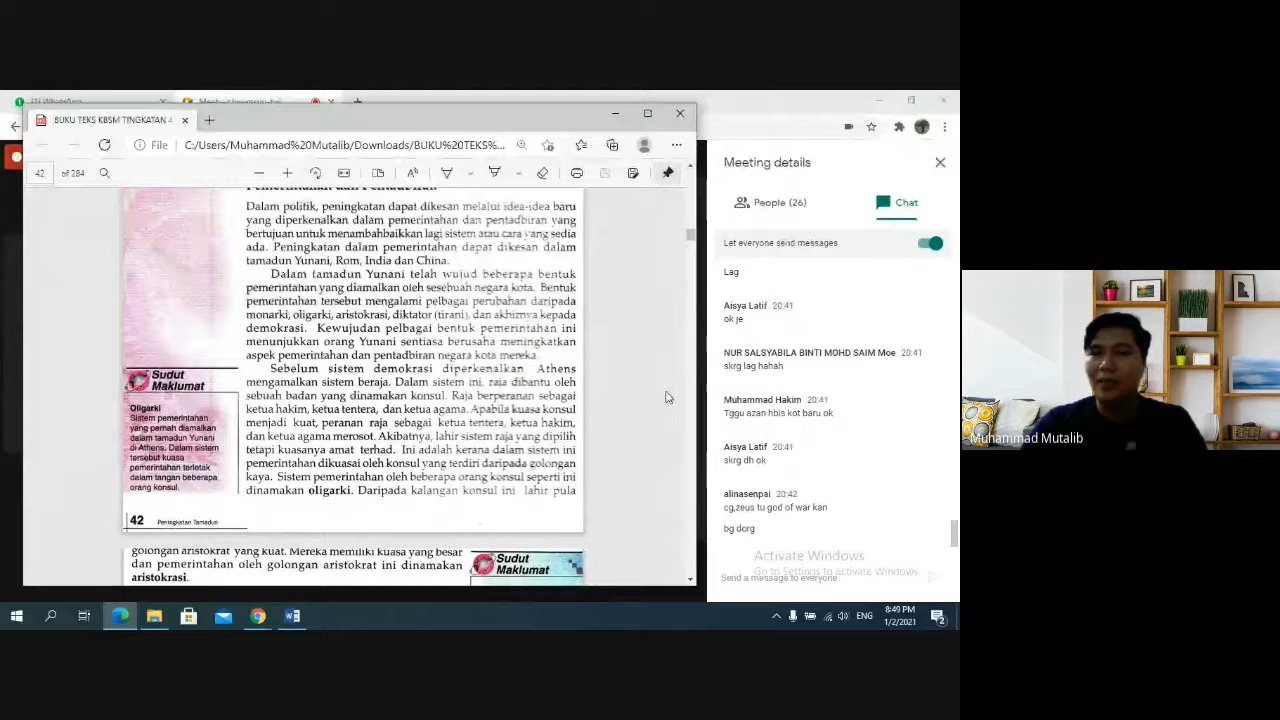 (1) WhatsApp
Meet -
BUKU TEKS KBSM TINGKATAN 4
File
C:/Users/Muhammad%20Mutalib/Downloads/BUKU%20TEKS%...
42 of 284
Pemerintahan dan Pentadbiran
Dalam politik, peningkatan dapat dikesan melalui idea-idea baru
yang diperkenalkan dalam pemerintahan dan pentadbiran yang
bertujuan untuk menambahbaikkan lagi sistem atau cara yang sedia
ada. Peningkatan dalam pemerintahan dapat dikesan dalam
tamadun Yunani, Rom, India dan China.
Dalam tamadun Yunani telah wujud beberapa bentuk
pemerintahan yang diamalkan oleh sesebuah negara kota. Bentuk
pemerintahan tersebut mengalami pelbagai perubahan daripada
monarki, oligarki, aristokrasi, diktator (tirani), dan akhirnya kepada
demokrasi. Kewujudan pelbagai bentuk pemerintahan ini
menunjukkan orang Yunani sentiasa berusaha meningkatkan
aspek pemerintahan dan pentadbiran negara kota mereka.
Sebelum sistem demokrasi diperkenalkan Athens
mengamalkan sistem beraja. Dalam sistem ini, raja dibantu oleh
sebuah badan yang dinamakan konsul. Raja berperanan sebagai
ketua hakim, ketua tentera, dan ketua agama. Apabila kuasa konsul
menjadi kuat, peranan raja sebagai ketua tentera, ketua hakim,
dan ketua agama merosot. Akibatnya, lahir sistem raja yang dipilih
tetapi kuasanya amat terhad. Ini adalah kerana dalam sistem ini
pemerintahan dikuasai oleh konsul yang terdiri daripada golongan
kaya. Sistem pemerintahan oleh beberapa orang konsul seperti ini
dinamakan oligarki. Daripada kalangan konsul ini lahir pula
Sudut
Maklumat
Oligarki
Sistem pemerintahan
yang pernah diamalkan
dalam tamadun Yunani
di Athens. Dalam sistem
tersebut kuasa
pemerintahan terletak
dalam tangan beberapa
orang konsul.
42 Peningkatan Tamadun
golongan aristokrat yang kuat. Mereka memiliki kuasa yang besar
dan pemerintahan oleh golongan aristokrat ini dinamakan
aristokrasi.
Sudut
Maklumat
Meeting details
People (26)
Chat
Let everyone send messages
Lag
Aisya Latif 20:41
ok je
NUR SALSYABILA BINTI MOHD SAIM Moe 20:41
skrg lag hahah
Muhammad Hakim 20:41
Tggu azan hbis kot baru ok
Aisya Latif 20:41
skrg dh ok
alinasenpai 20:42
cg,zeus tu god of war kan
bg dorg
Activate Windows
Go to Settings to activate Windows.
Send a message to everyone
ENG
8:49 PM
1/2/2021
2
Muhammad Mutalib